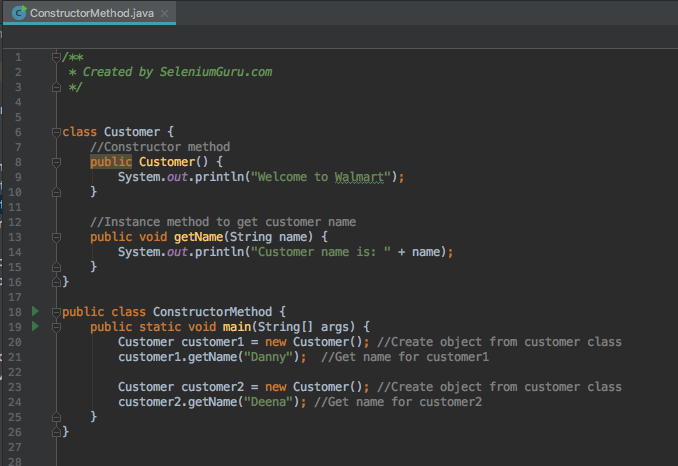 ConstructorMethod.java
1 /**
2 * Created by SeleniumGuru.com
3 */
4
5
6 class Customer {
7 //Constructor method
8 public Customer() {
9 System.out.println("Welcome to Walmart");
10 }
11
12 //Instance method to get customer name
13 public void getName(String name) {
14 System.out.println("Customer name is: " + name);
15 }
16 }
17
18 public class ConstructorMethod {
19 public static void main(String[] args) {
20 Customer customer1 = new Customer(); //Create object from customer class
21 customer1.getName("Danny"); //Get name for customer1
22
23 Customer customer2 = new Customer(); //Create object from customer class
24 customer2.getName("Deena"); //Get name for customer2
25 }
26 }
27
28